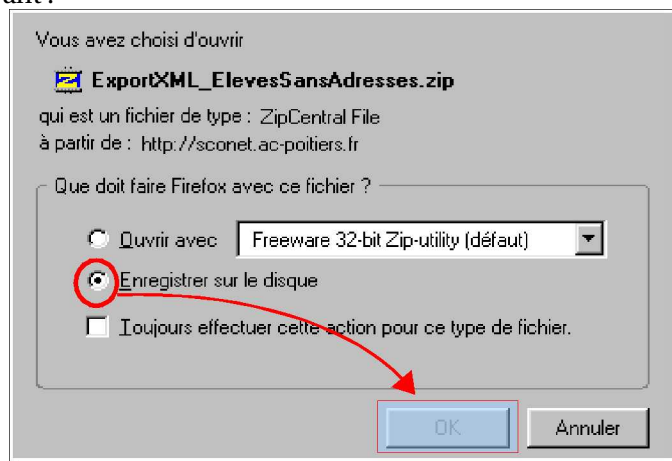 ant :
Vous avez choisi d'ouvrir
ExportXML_ElevesSansAdresses.zip
qui est un fichier de type : ZipCentral File
à partir de : http://sconet.ac-poitiers.fr
Que doit faire Firefox avec ce fichier ?
Ouvrir avec Freeware 32-bit Zip-utility (défaut)
Enregistrer sur le disque
Toujours effectuer cette action pour ce type de fichier.
OK Annuler